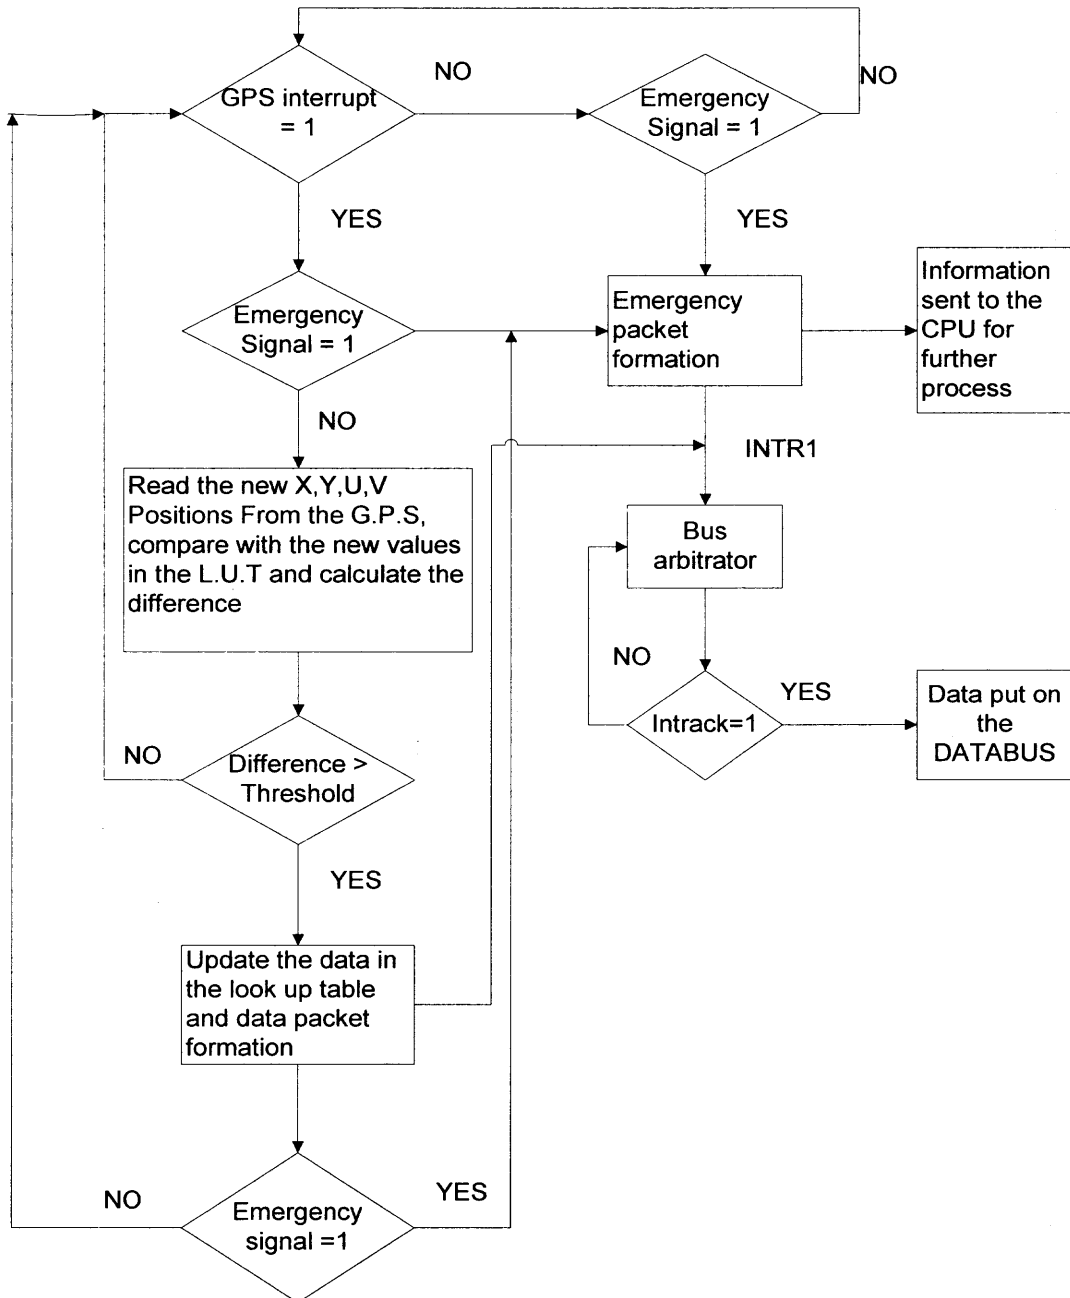 NO
NO
GPS interrupt
= 1
Emergency
Signal = 1
YES
YES
Information
sent to the
CPU for
further
process
Emergency
Signal = 1
Emergency
packet
formation
NO
INTR1
Read the new X,Y,U,V
Positions From the G.P.S,
compare with the new values
in the L.U.T and calculate the
difference
Bus
arbitrator
NO
YES
Intrack=1
Data put on
the
DATABUS
NO
Difference >
Threshold
YES
Update the data in
the look up table
and data packet
formation
NO
YES
Emergency
signal =1